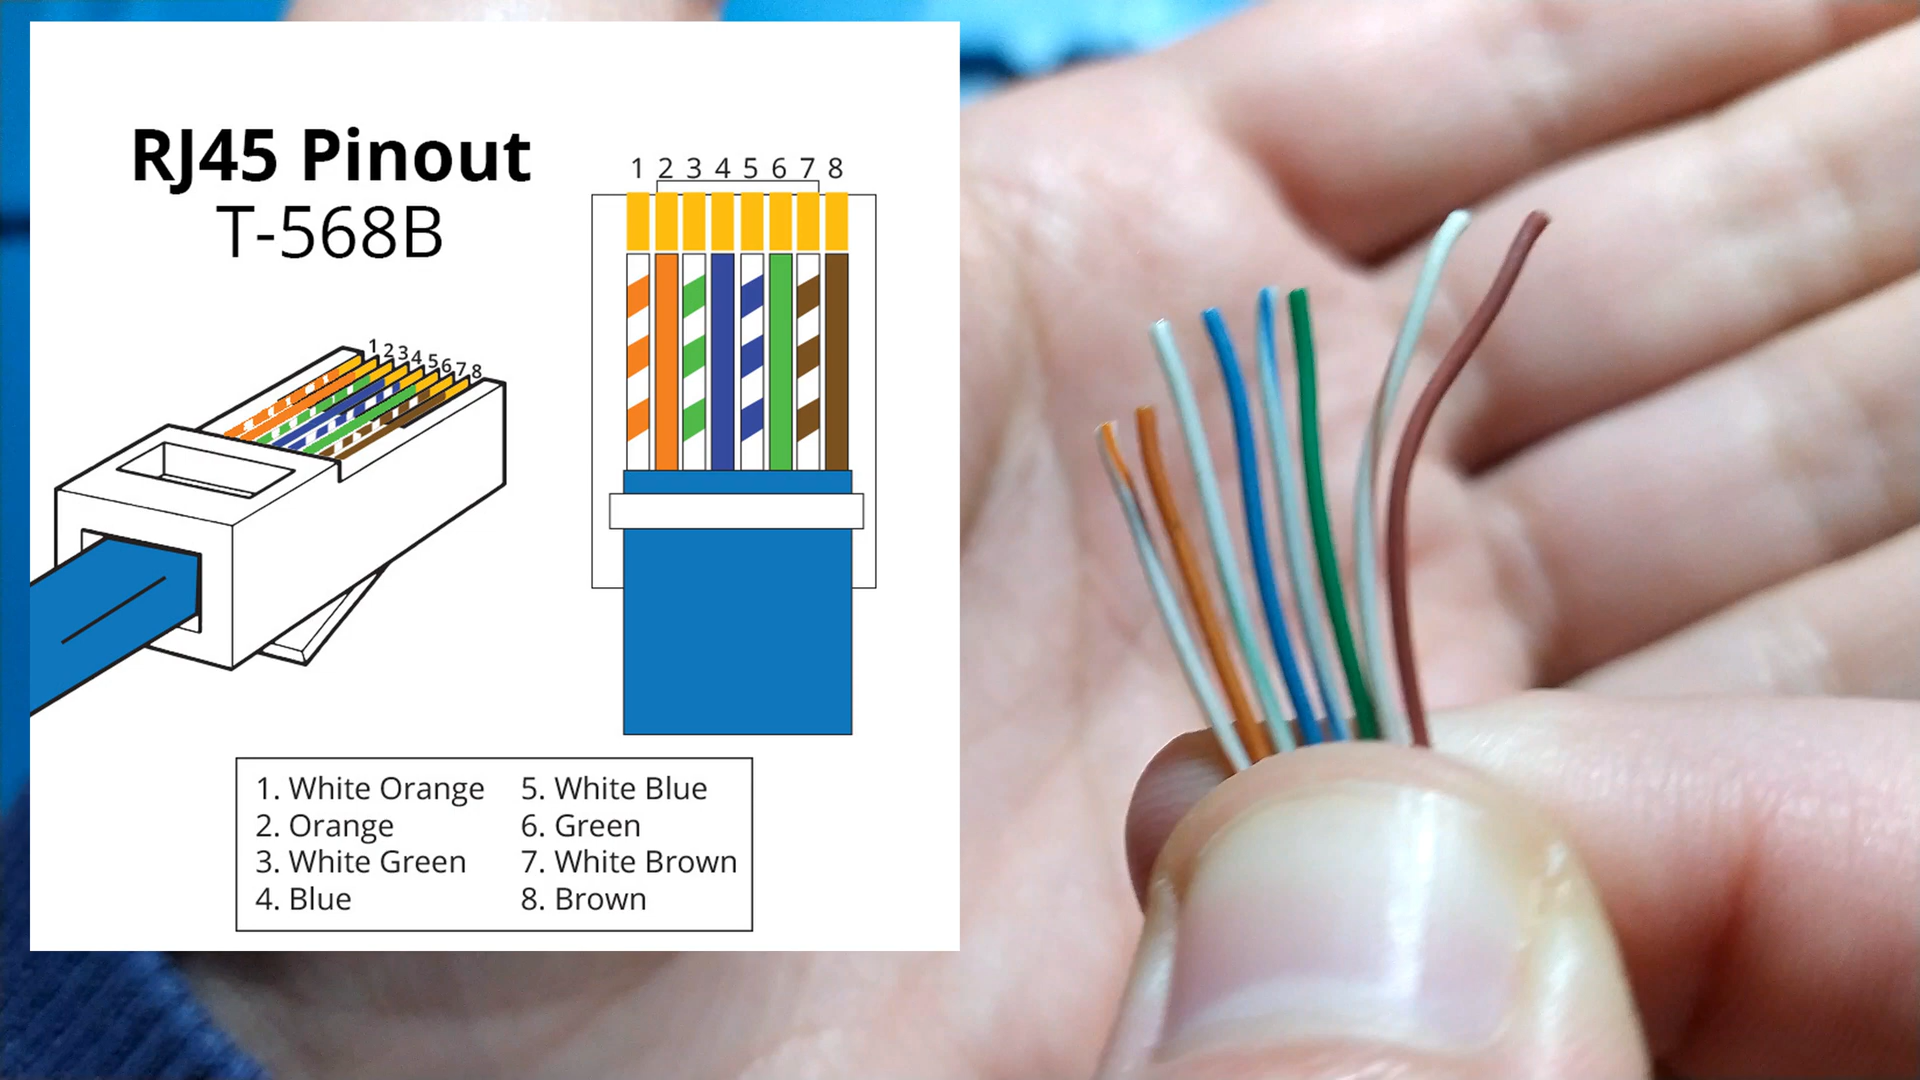 RJ45 Pinout
T-568B
1 2 3 4 5 6 7 8
1 2 3 4 5 6 7 8
1. White Orange
2. Orange
3. White Green
4. Blue
5. White Blue
6. Green
7. White Brown
8. Brown